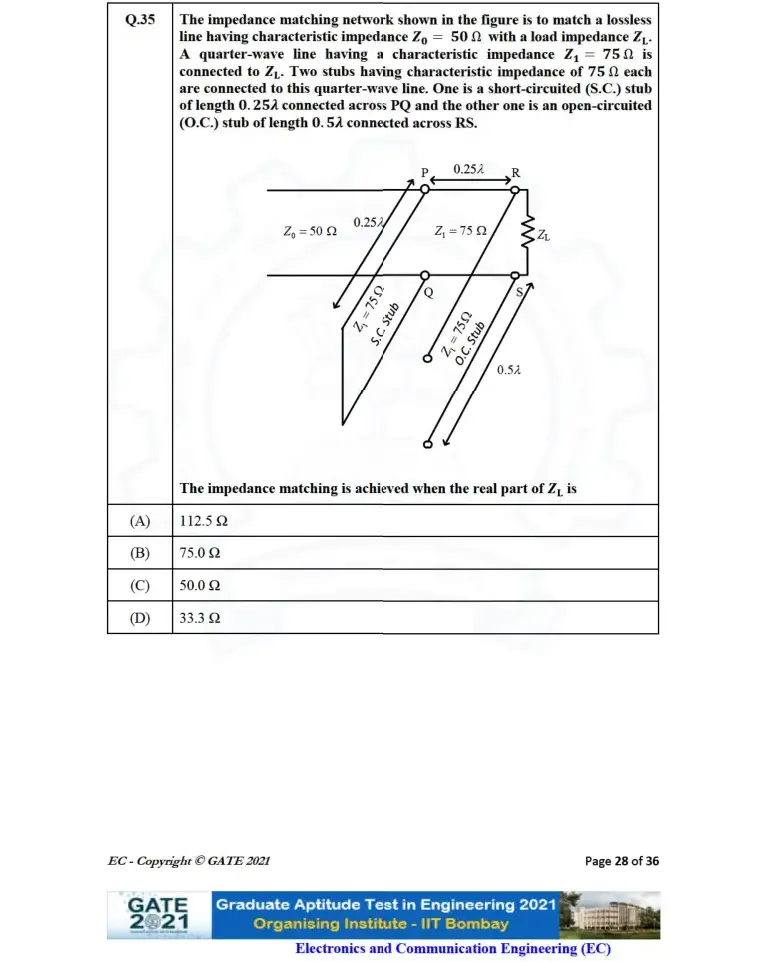 Q.35
The impedance matching network shown in the figure is to match a lossless
line having characteristic impedance Z₀ = 50 Ω with a load impedance Z_L.
A quarter-wave line having a characteristic impedance Z₁ = 75 Ω is
connected to Z_L. Two stubs having characteristic impedance of 75 Ω each
are connected to this quarter-wave line. One is a short-circuited (S.C.) stub
of length 0.25λ connected across PQ and the other one is an open-circuited
(O.C.) stub of length 0.5λ connected across RS.
P
0.25λ
R
0.25λ
Z₀ = 50 Ω
Z₁ = 75 Ω
Z_L
Q
S
Z₁ = 75 Ω
S.C. Stub
Z₁ = 75Ω
O.C. Stub
0.5λ
The impedance matching is achieved when the real part of Z_L is
(A) 112.5 Ω
(B) 75.0 Ω
(C) 50.0 Ω
(D) 33.3 Ω
EC - Copyright © GATE 2021
Page 28 of 36
GATE
2021
Graduate Aptitude Test in Engineering 2021
Organising Institute - IIT Bombay
Electronics and Communication Engineering (EC)